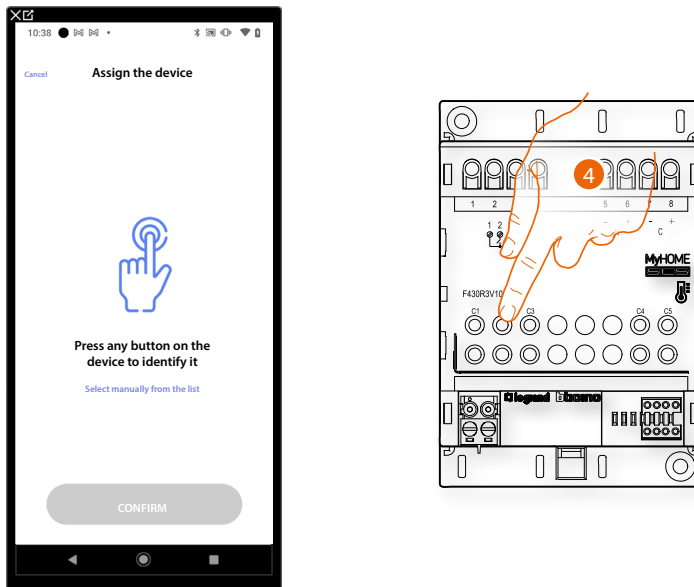 10:38
Cancel
Assign the device
Press any button on the
device to identify it
Select manually from the list
CONFIRM
4
1 2
5 6 7 8
- + - +
C
1 2
MyHOME
F430R3V10
C1 C3 C4 C5
legrand bticino